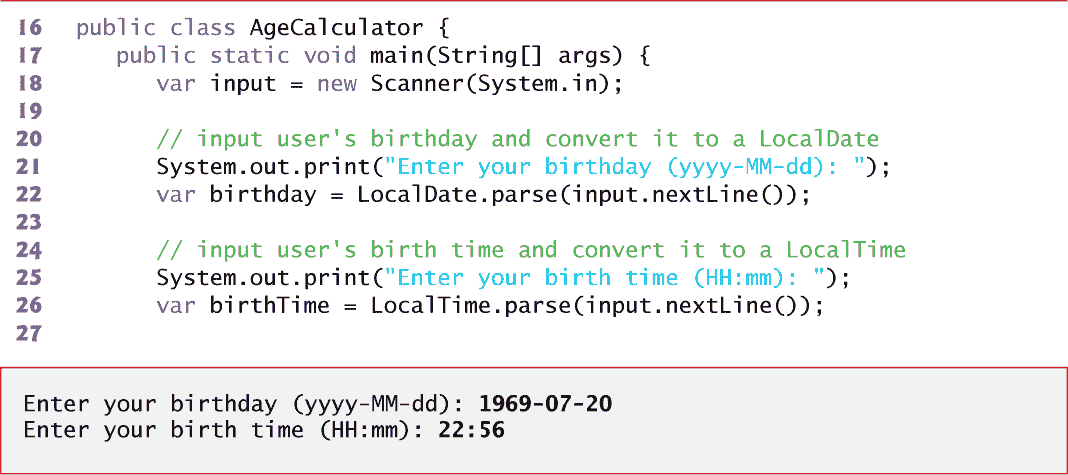 16 public class AgeCalculator {
17 public static void main(String[] args) {
18 var input = new Scanner(System.in);
19
20 // input user's birthday and convert it to a LocalDate
21 System.out.print("Enter your birthday (yyyy-MM-dd): ");
22 var birthday = LocalDate.parse(input.nextLine());
23
24 // input user's birth time and convert it to a LocalTime
25 System.out.print("Enter your birth time (HH:mm): ");
26 var birthTime = LocalTime.parse(input.nextLine());
27
Enter your birthday (yyyy-MM-dd): 1969-07-20
Enter your birth time (HH:mm): 22:56